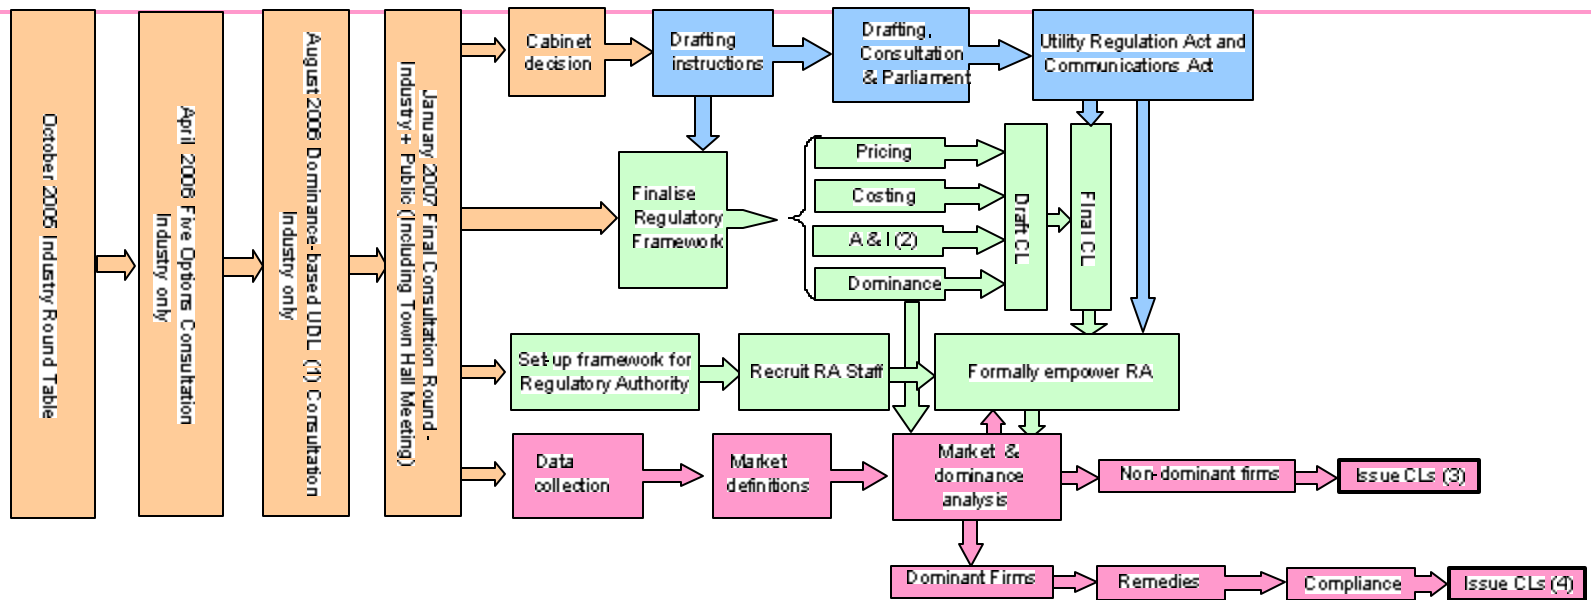 October 2005 Industry Round Table
April 2006 Five Options Consultation
Industry only
August 2006 Dominance-based UDL (1) Consultation
Industry only
January 2007 Final Consultation Round -
Industry + Public (Including Town Hall Meeting)
Cabinet
decision
Drafting
instructions
Drafting,
Consultation
& Parliament
Utility Regulation Act and
Communications Act
Finalise
Regulatory
Framework
Pricing
Costing
A & I (2)
Dominance
Draft CL
Final CL
Set-up framework for
Regulatory Authority
Recruit RA Staff
Formally empower RA
Data
collection
Market
definitions
Market &
dominance
analysis
Non-dominant firms
Issue CLs (3)
Dominant Firms
Remedies
Compliance
Issue CLs (4)